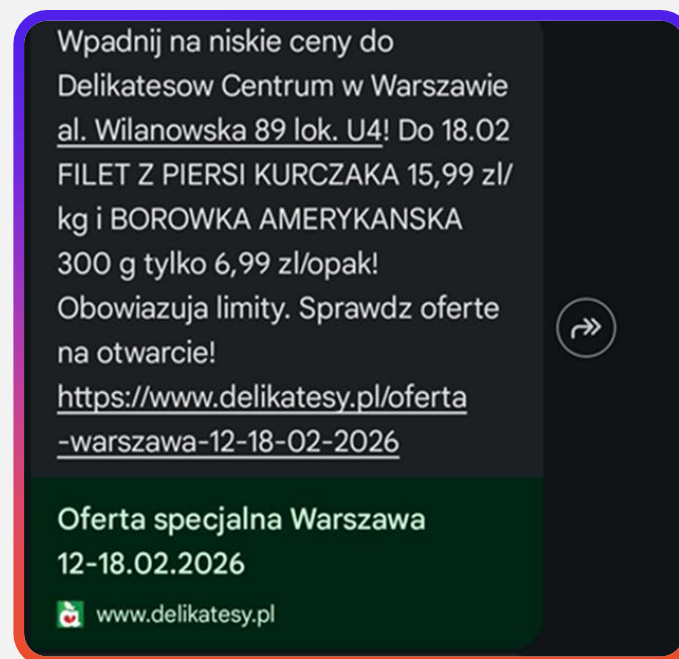 Wpadnij na niskie ceny do
Delikatesow Centrum w Warszawie
al. Wilanowska 89 lok. U4! Do 18.02
FILET Z PIERSI KURCZAKA 15,99 zl/
kg i BOROWKA AMERYKANSKA
300 g tylko 6,99 zl/opak!
Obowiazuja limity. Sprawdz oferte
na otwarcie!
https://www.delikatesy.pl/oferta
-warszawa-12-18-02-2026
Oferta specjalna Warszawa
12-18.02.2026
www.delikatesy.pl